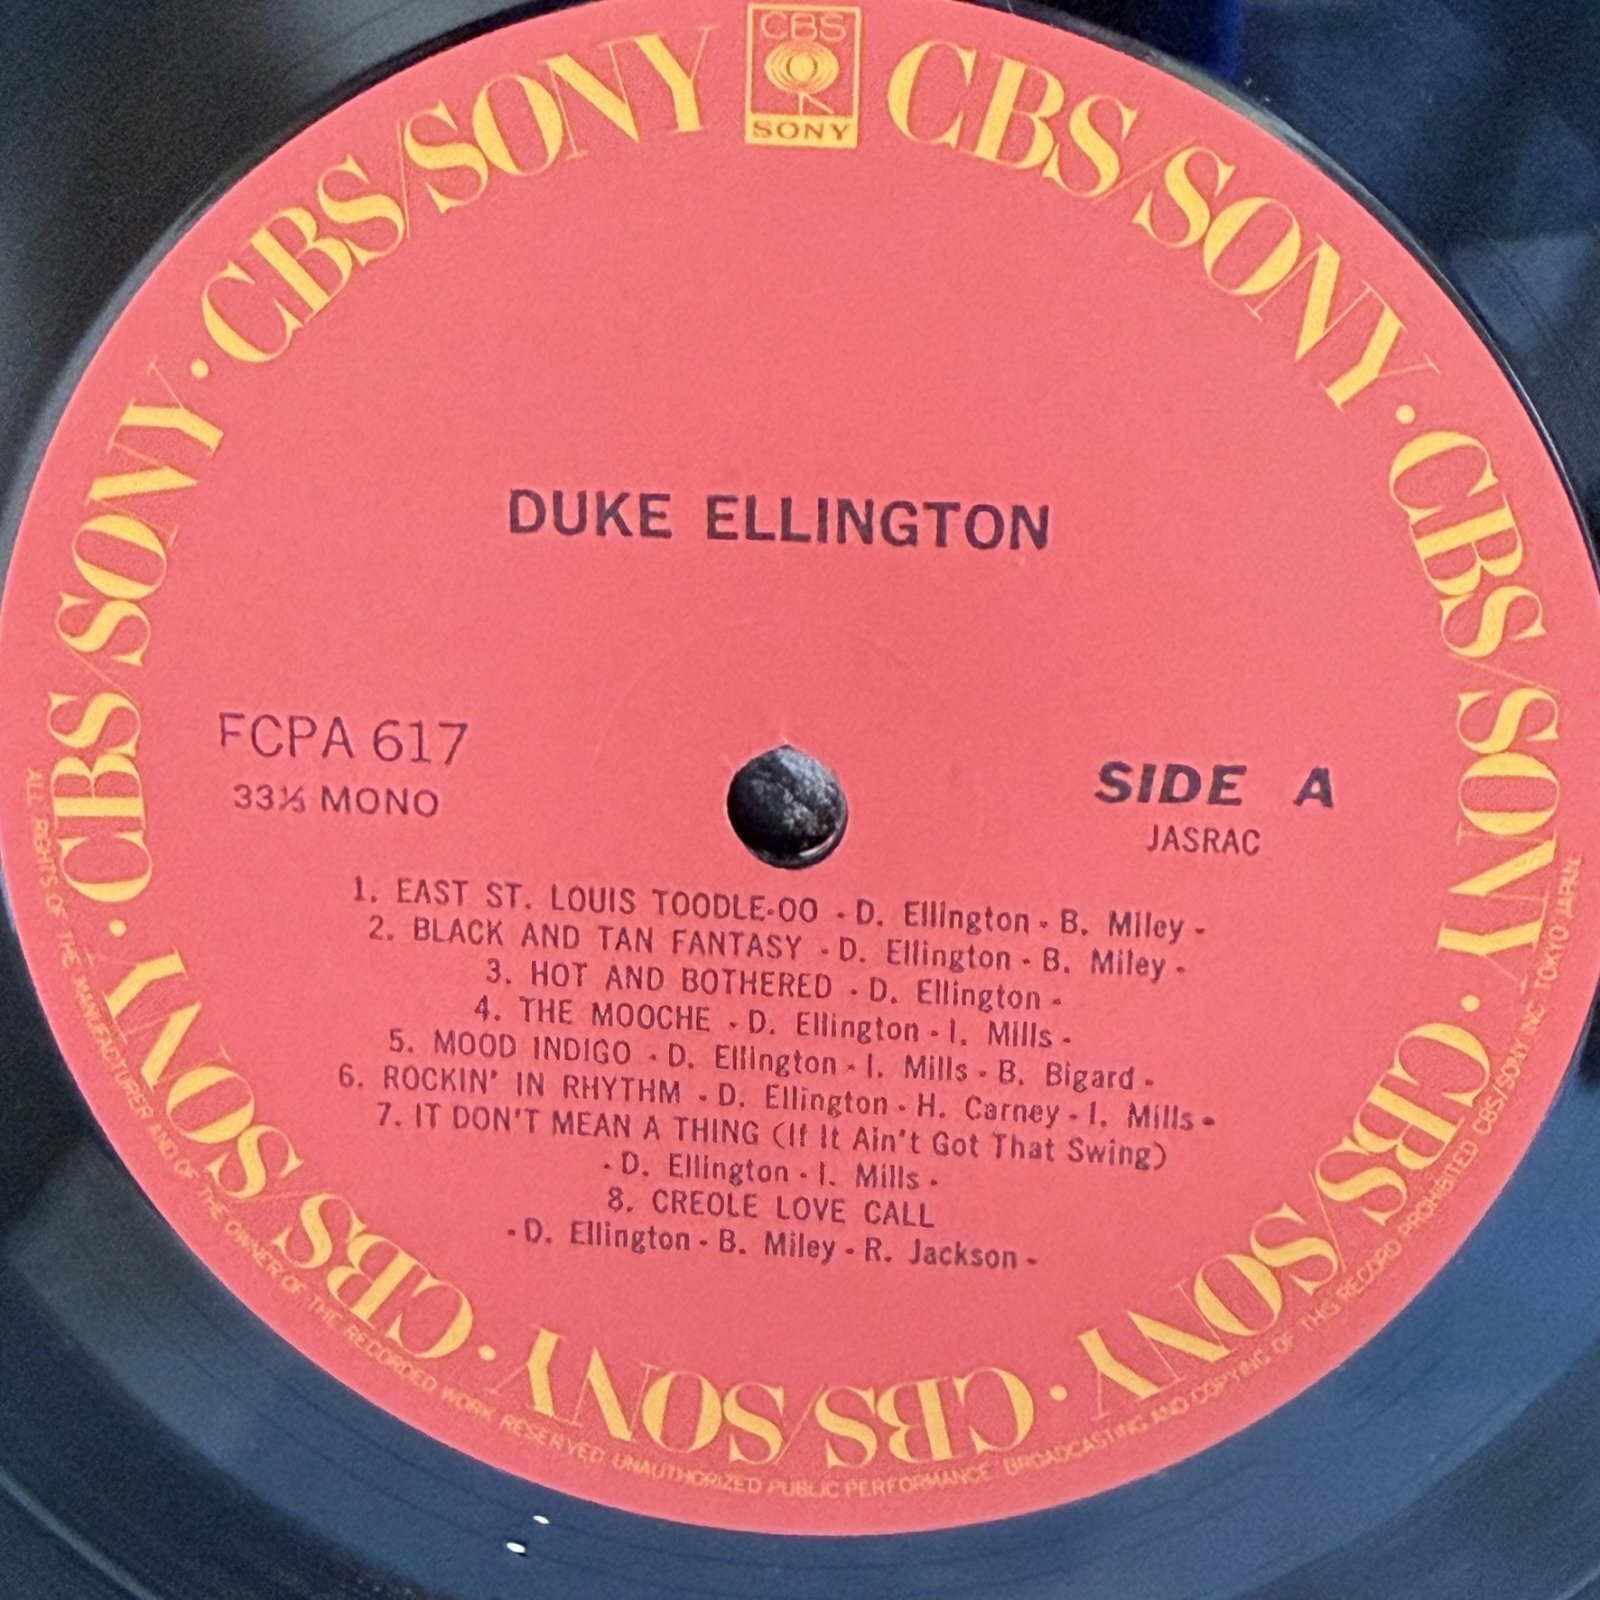 CBS
SONY
CBS/SONY · CBS/SONY · CBS/SONY · CBS/SONY · CBS/SONY · CBS/SONY · CBS/SONY
DUKE ELLINGTON
FCPA 617
33⅓ MONO
SIDE A
JASRAC
1. EAST ST. LOUIS TOODLE-OO - D. Ellington - B. Miley -
2. BLACK AND TAN FANTASY - D. Ellington - B. Miley -
3. HOT AND BOTHERED - D. Ellington -
4. THE MOOCHE - D. Ellington - I. Mills -
5. MOOD INDIGO - D. Ellington - I. Mills - B. Bigard -
6. ROCKIN' IN RHYTHM - D. Ellington - H. Carney - I. Mills -
7. IT DON'T MEAN A THING (If It Ain't Got That Swing)
- D. Ellington - I. Mills -
8. CREOLE LOVE CALL
- D. Ellington - B. Miley - R. Jackson -
ALL RIGHTS OF THE MANUFACTURER AND OF THE OWNER OF THE RECORDED WORK RESERVED UNAUTHORIZED PUBLIC PERFORMANCE BROADCASTING AND COPYING OF THIS RECORD PROHIBITED CBS/SONY INC. TOKYO JAPAN